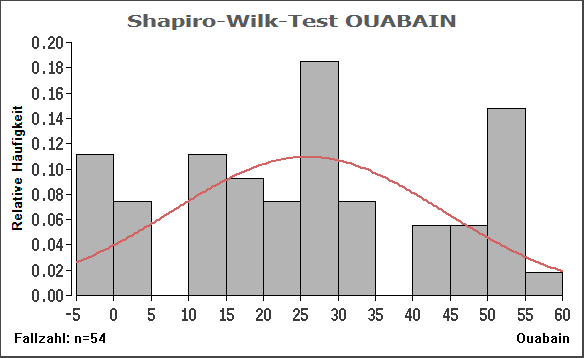 Shapiro-Wilk-Test OUABAIN
Relative Häufigkeit
0.20
0.18
0.16
0.14
0.12
0.10
0.08
0.06
0.04
0.02
0.00
-5 0 5 10 15 20 25 30 35 40 45 50 55 60
Fallzahl: n=54 Ouabain